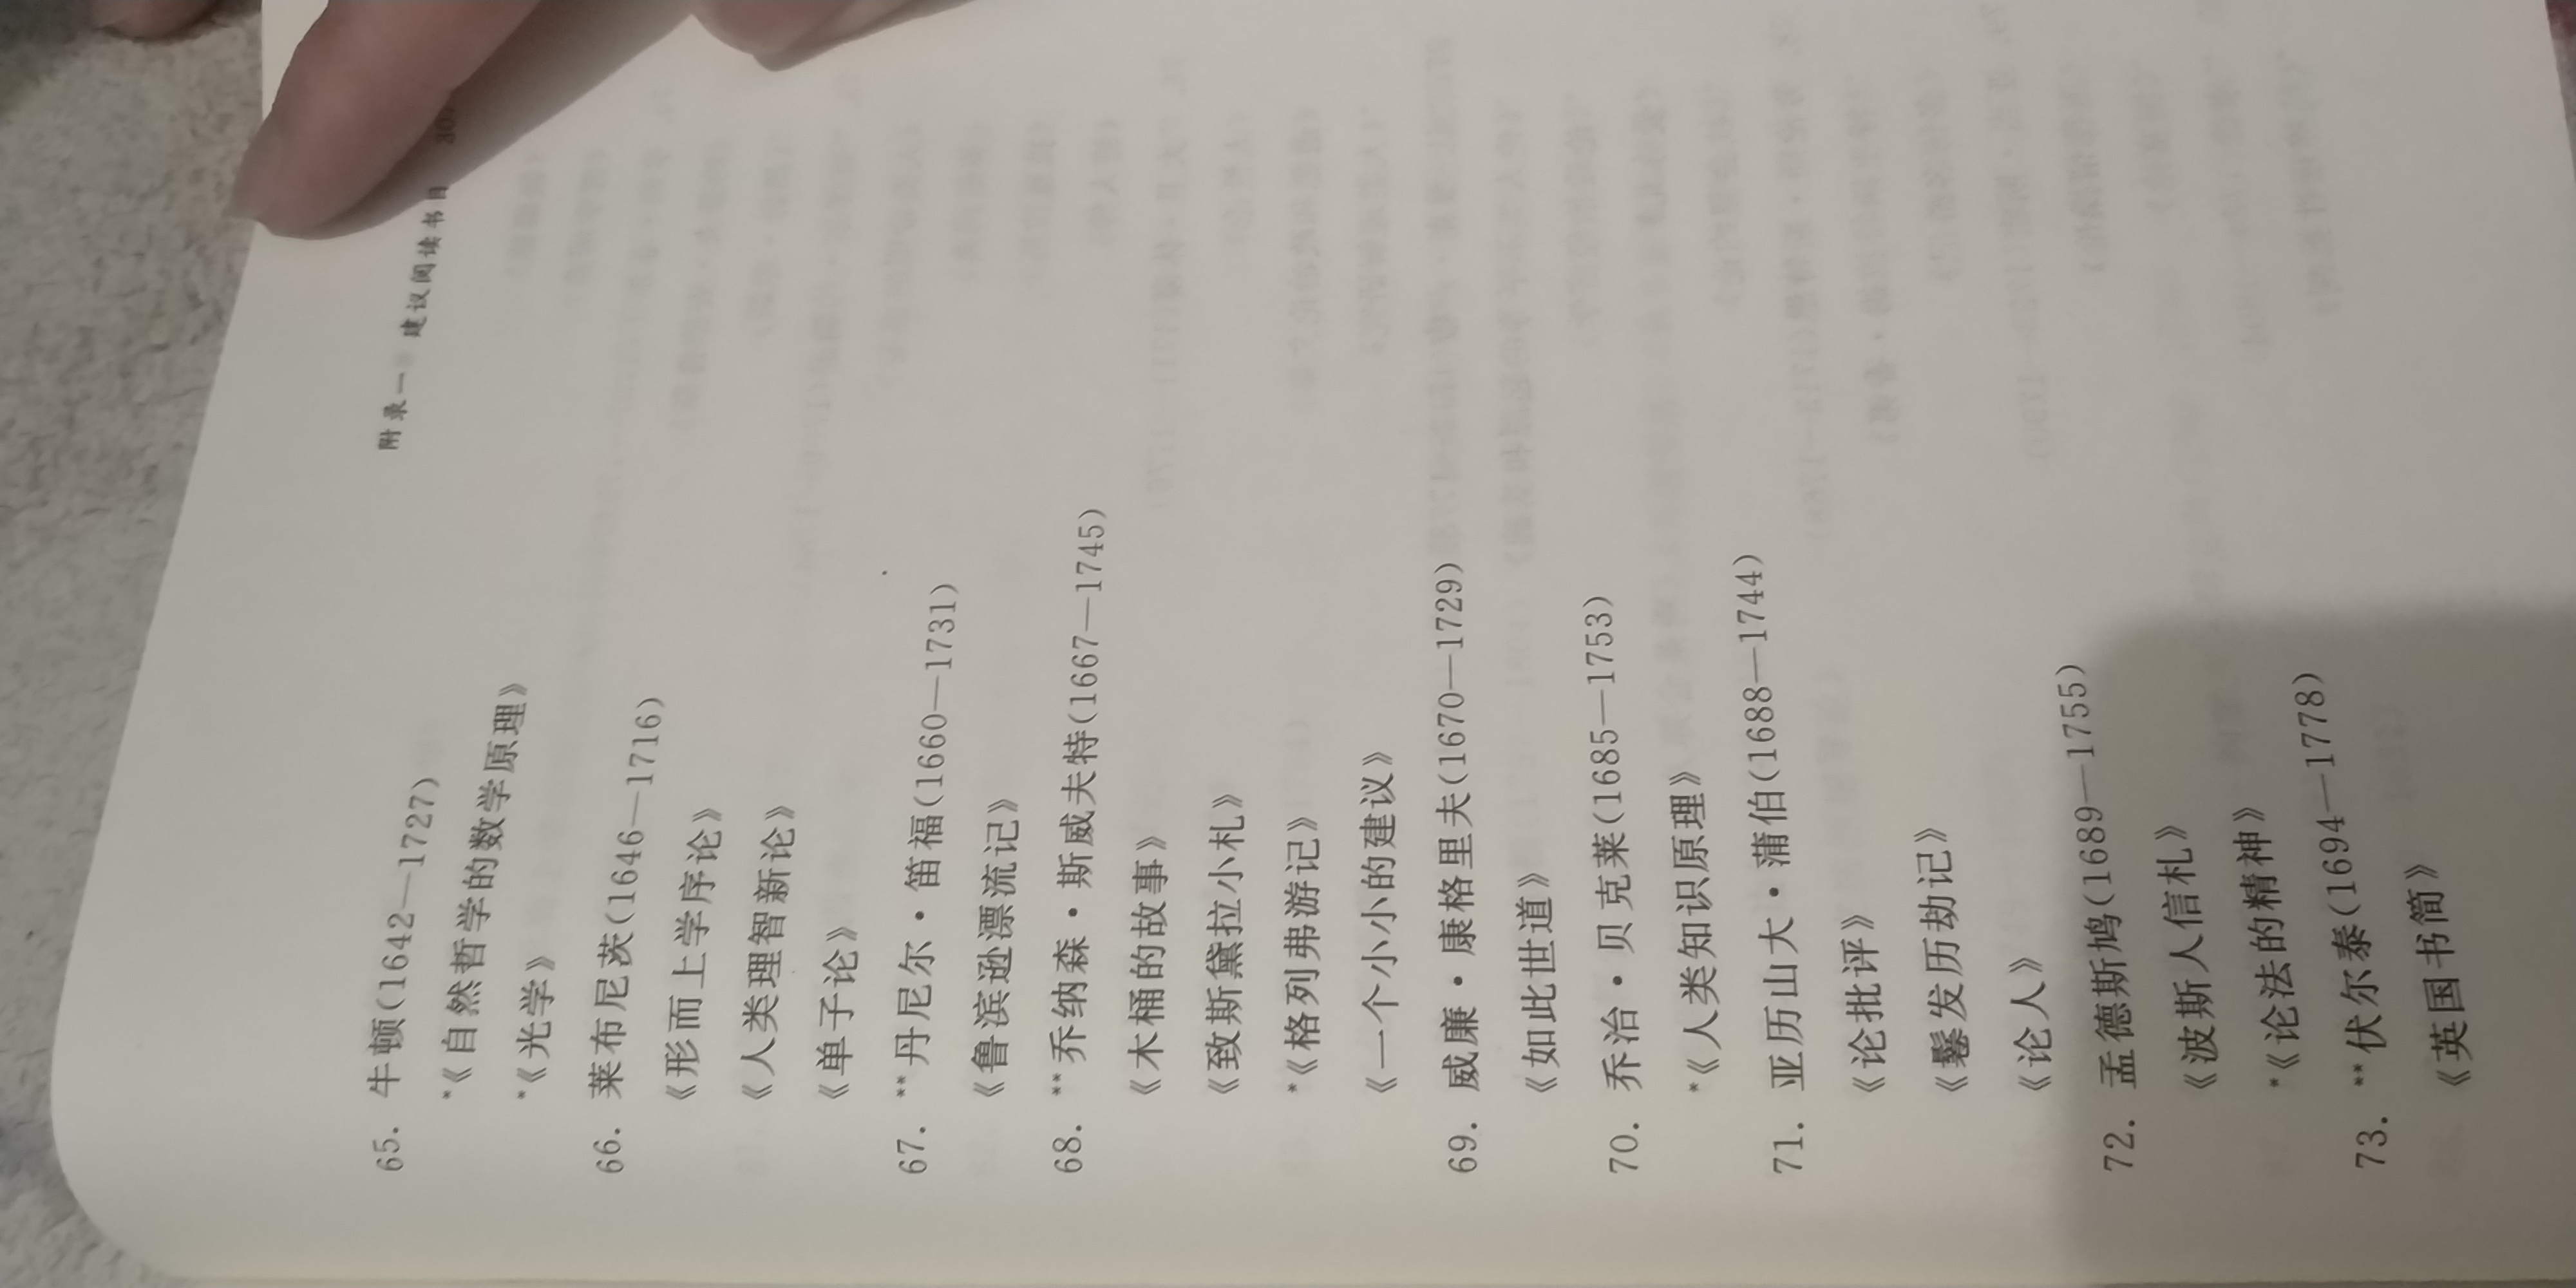 附录一 建议阅读书目
65. 牛顿(1642—1727)
*《自然哲学的数学原理》
*《光学》
66. 莱布尼茨(1646—1716)
《形而上学序论》
《人类理智新论》
《单子论》
67. **丹尼尔·笛福(1660—1731)
《鲁滨逊漂流记》
68. **乔纳森·斯威夫特(1667—1745)
《木桶的故事》
《致斯黛拉小札》
*《格列弗游记》
《一个小小的建议》
69. 威廉·康格里夫(1670—1729)
《如此世道》
70. 乔治·贝克莱(1685—1753)
*《人类知识原理》
71. 亚历山大·蒲伯(1688—1744)
《论批评》
《鬈发历劫记》
《论人》
72. 孟德斯鸠(1689—1755)
《波斯人信札》
*《论法的精神》
73. **伏尔泰(1694—1778)
《英国书简》